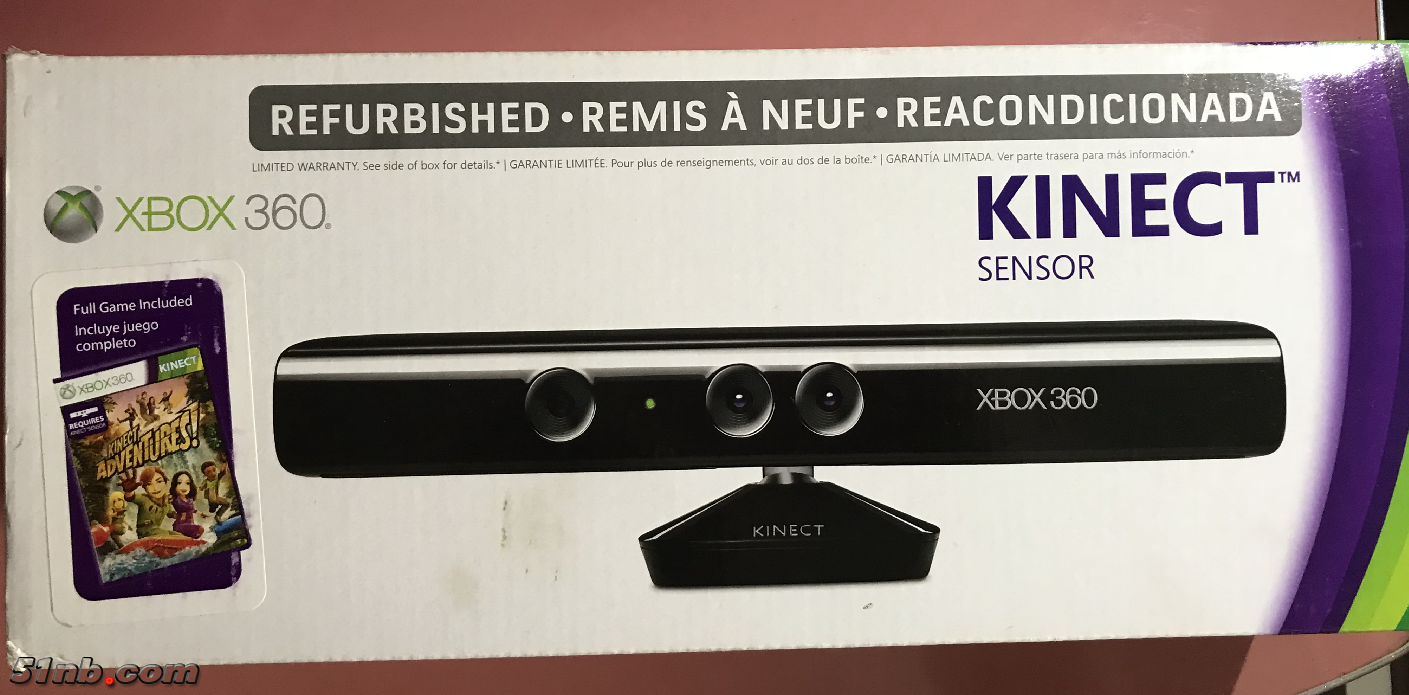 REFURBISHED • REMIS À NEUF • REACONDICIONADA
LIMITED WARRANTY. See side of box for details.* | GARANTIE LIMITÉE. Pour plus de renseignements, voir au dos de la boîte.* | GARANTÍA LIMITADA. Ver parte trasera para más información.*
XBOX 360®
KINECT™
SENSOR
Full Game Included
Incluye juego
completo
XBOX 360
KINECT
REQUIRES
KINECT SENSOR
KINECT
ADVENTURES!
XBOX 360
KINECT
51nb.com